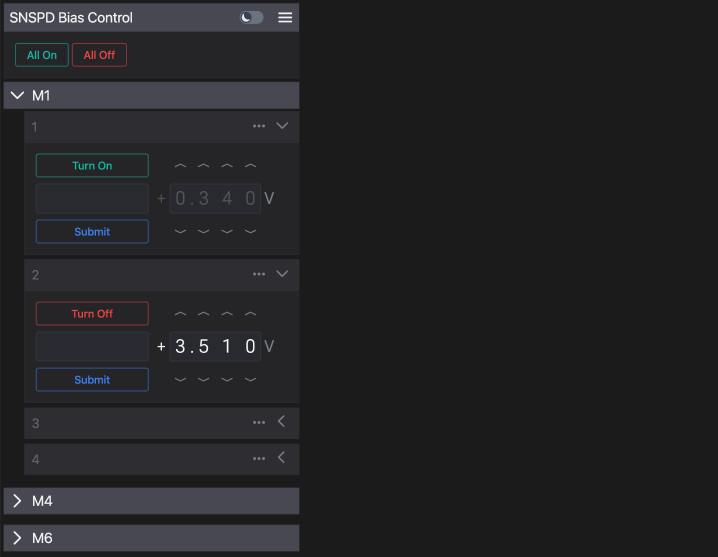 SNSPD Bias Control
All On All Off
M1
1
Turn On
+ 0.340 V
Submit
2
Turn Off
+ 3.510 V
Submit
3
4
M4
M6